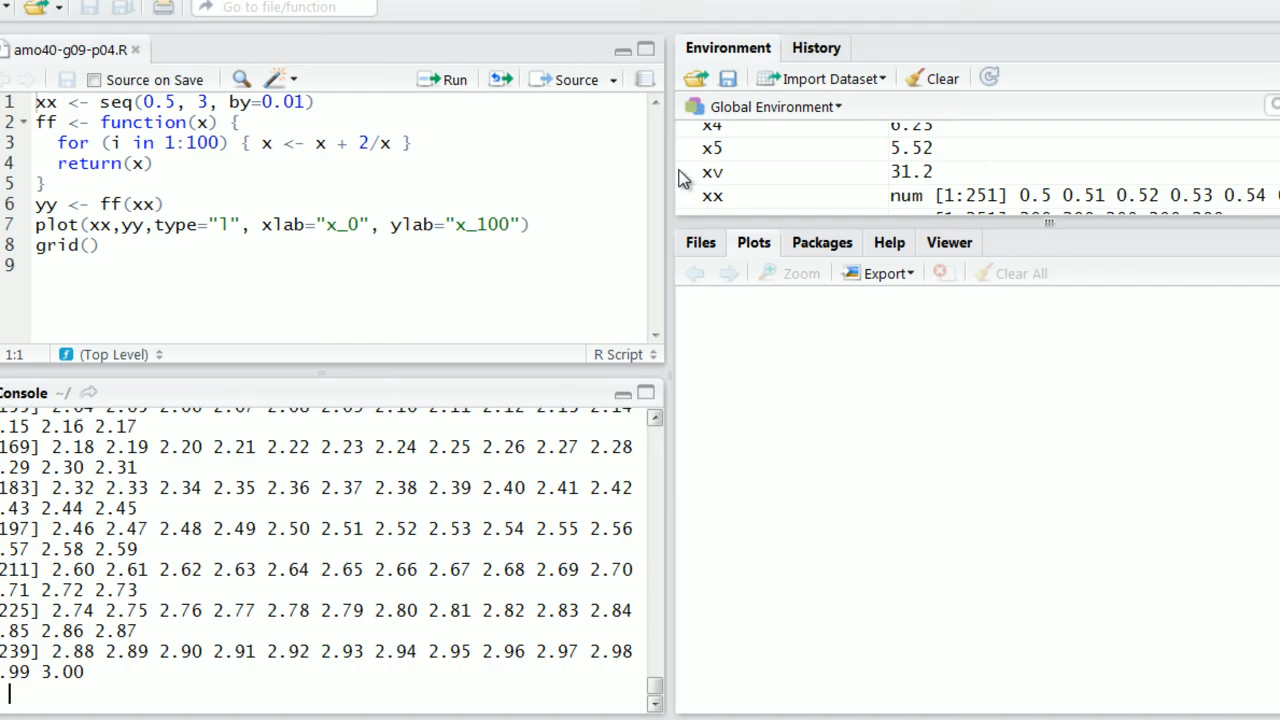 Go to file/function
amo40-g09-p04.R
Source on Save Run Source
1 xx <- seq(0.5, 3, by=0.01)
2 ff <- function(x) {
3 for (i in 1:100) { x <- x + 2/x }
4 return(x)
5 }
6 yy <- ff(xx)
7 plot(xx,yy,type="l", xlab="x_0", ylab="x_100")
8 grid()
9
1:1 (Top Level) R Script
Console ~/
.15 2.16 2.17
169] 2.18 2.19 2.20 2.21 2.22 2.23 2.24 2.25 2.26 2.27 2.28
.29 2.30 2.31
183] 2.32 2.33 2.34 2.35 2.36 2.37 2.38 2.39 2.40 2.41 2.42
.43 2.44 2.45
197] 2.46 2.47 2.48 2.49 2.50 2.51 2.52 2.53 2.54 2.55 2.56
.57 2.58 2.59
211] 2.60 2.61 2.62 2.63 2.64 2.65 2.66 2.67 2.68 2.69 2.70
.71 2.72 2.73
225] 2.74 2.75 2.76 2.77 2.78 2.79 2.80 2.81 2.82 2.83 2.84
.85 2.86 2.87
239] 2.88 2.89 2.90 2.91 2.92 2.93 2.94 2.95 2.96 2.97 2.98
.99 3.00
Environment History
Import Dataset Clear
Global Environment
x4 6.23
x5 5.52
xv 31.2
xx num [1:251] 0.5 0.51 0.52 0.53 0.54
Files Plots Packages Help Viewer
Zoom Export Clear All